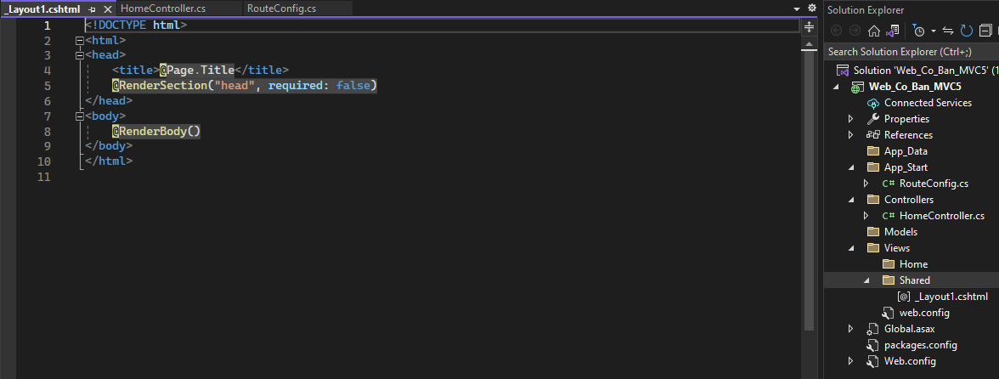 _Layout1.cshtml
HomeController.cs
RouteConfig.cs
1 <!DOCTYPE html>
2 <html>
3 <head>
4     <title>@Page.Title</title>
5     @RenderSection("head", required: false)
6 </head>
7 <body>
8     @RenderBody()
9 </body>
10 </html>
11
Solution Explorer
Search Solution Explorer (Ctrl+;)
Solution 'Web_Co_Ban_MVC5' (1
Web_Co_Ban_MVC5
Connected Services
Properties
References
App_Data
App_Start
C# RouteConfig.cs
Controllers
C# HomeController.cs
Models
Views
Home
Shared
[@] _Layout1.cshtml
web.config
Global.asax
packages.config
Web.config